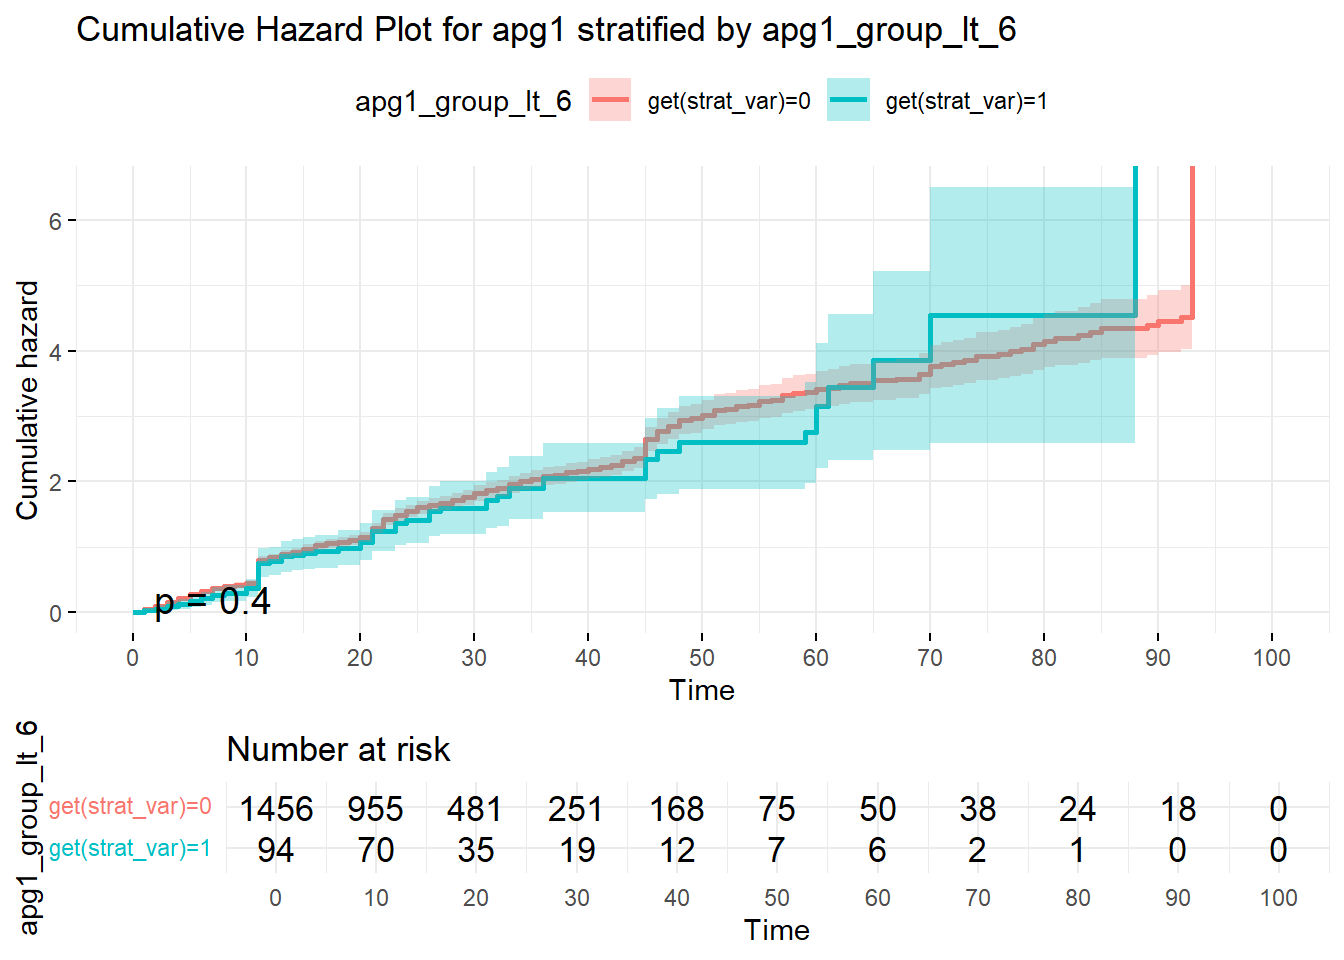 Cumulative Hazard Plot for apg1 stratified by apg1_group_lt_6
apg1_group_lt_6 get(strat_var)=0 get(strat_var)=1
Cumulative hazard
6
4
2
0
p = 0.4
0 10 20 30 40 50 60 70 80 90 100
Time
apg1_group_lt_6
Number at risk
get(strat_var)=0 1456 955 481 251 168 75 50 38 24 18 0
get(strat_var)=1 94 70 35 19 12 7 6 2 1 0 0
0 10 20 30 40 50 60 70 80 90 100
Time